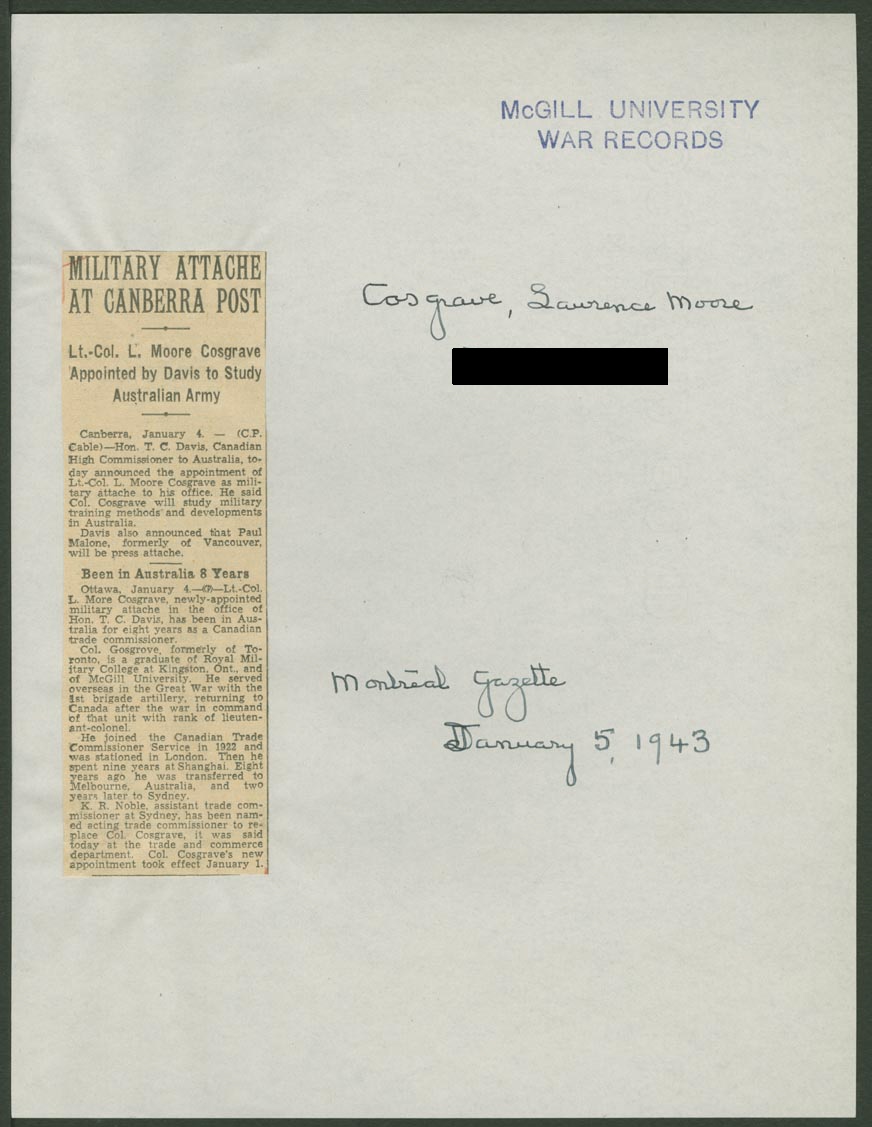 McGILL UNIVERSITY
WAR RECORDS
MILITARY ATTACHE
AT CANBERRA POST
Lt.-Col. L. Moore Cosgrave
Appointed by Davis to Study
Australian Army
Canberra, January 4. — (C.P.
Cable)—Hon. T. C. Davis, Canadian
High Commissioner to Australia, to-
day announced the appointment of
Lt.-Col. L. Moore Cosgrave as mili-
tary attache to his office. He said
Col. Cosgrave will study military
training methods and developments
in Australia.
Davis also announced that Paul
Malone, formerly of Vancouver,
will be press attache.
Been in Australia 8 Years
Ottawa, January 4.—(P)—Lt.-Col.
L. More Cosgrave, newly-appointed
military attache in the office of
Hon. T. C. Davis, has been in Aus-
tralia for eight years as a Canadian
trade commissioner.
Col. Gosgrove, formerly of To-
ronto, is a graduate of Royal Mil-
itary College at Kingston, Ont., and
of McGill University. He served
overseas in the Great War with the
1st brigade artillery, returning to
Canada after the war in command
of that unit with rank of lieuten-
ant-colonel.
He joined the Canadian Trade
Commissioner Service in 1922 and
was stationed in London. Then he
spent nine years at Shanghai. Eight
years ago he was transferred to
Melbourne, Australia, and two
years later to Sydney.
K. R. Noble, assistant trade com-
missioner at Sydney, has been nam-
ed acting trade commissioner to re-
place Col. Cosgrave, it was said
today at the trade and commerce
department. Col. Cosgrave's new
appointment took effect January 1.
Cosgrave, Lawrence Moore
Montreal Gazette
January 5, 1943